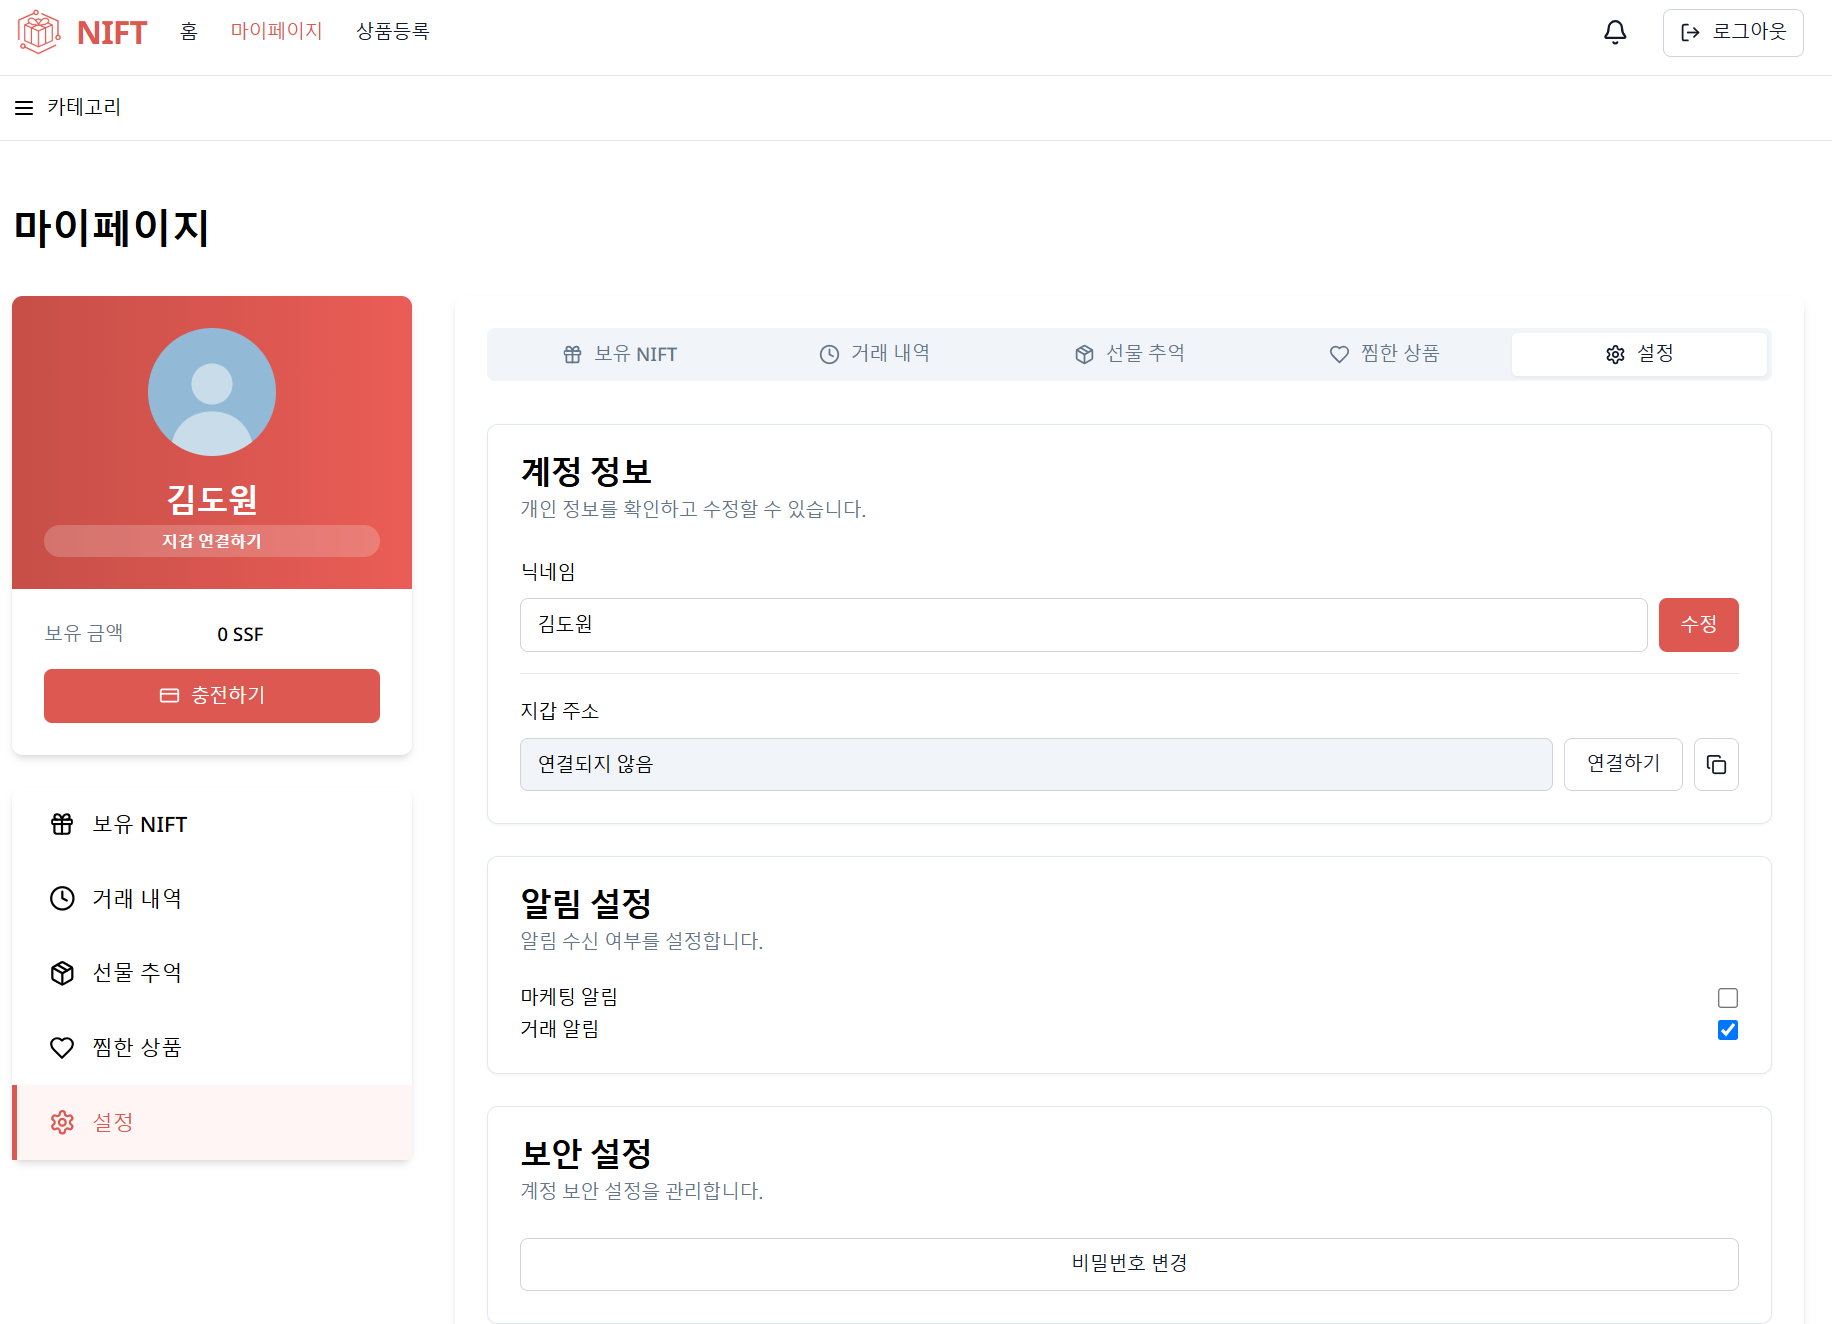 NIFT 홈 마이페이지 상품등록 로그아웃
카테고리
마이페이지
김도원
지갑 연결하기
보유 금액 0 SSF
충전하기
보유 NIFT
거래 내역
선물 추억
찜한 상품
설정
보유 NIFT 거래 내역 선물 추억 찜한 상품 설정
계정 정보
개인 정보를 확인하고 수정할 수 있습니다.
닉네임
김도원 수정
지갑 주소
연결되지 않음 연결하기
알림 설정
알림 수신 여부를 설정합니다.
마케팅 알림
거래 알림
보안 설정
계정 보안 설정을 관리합니다.
비밀번호 변경